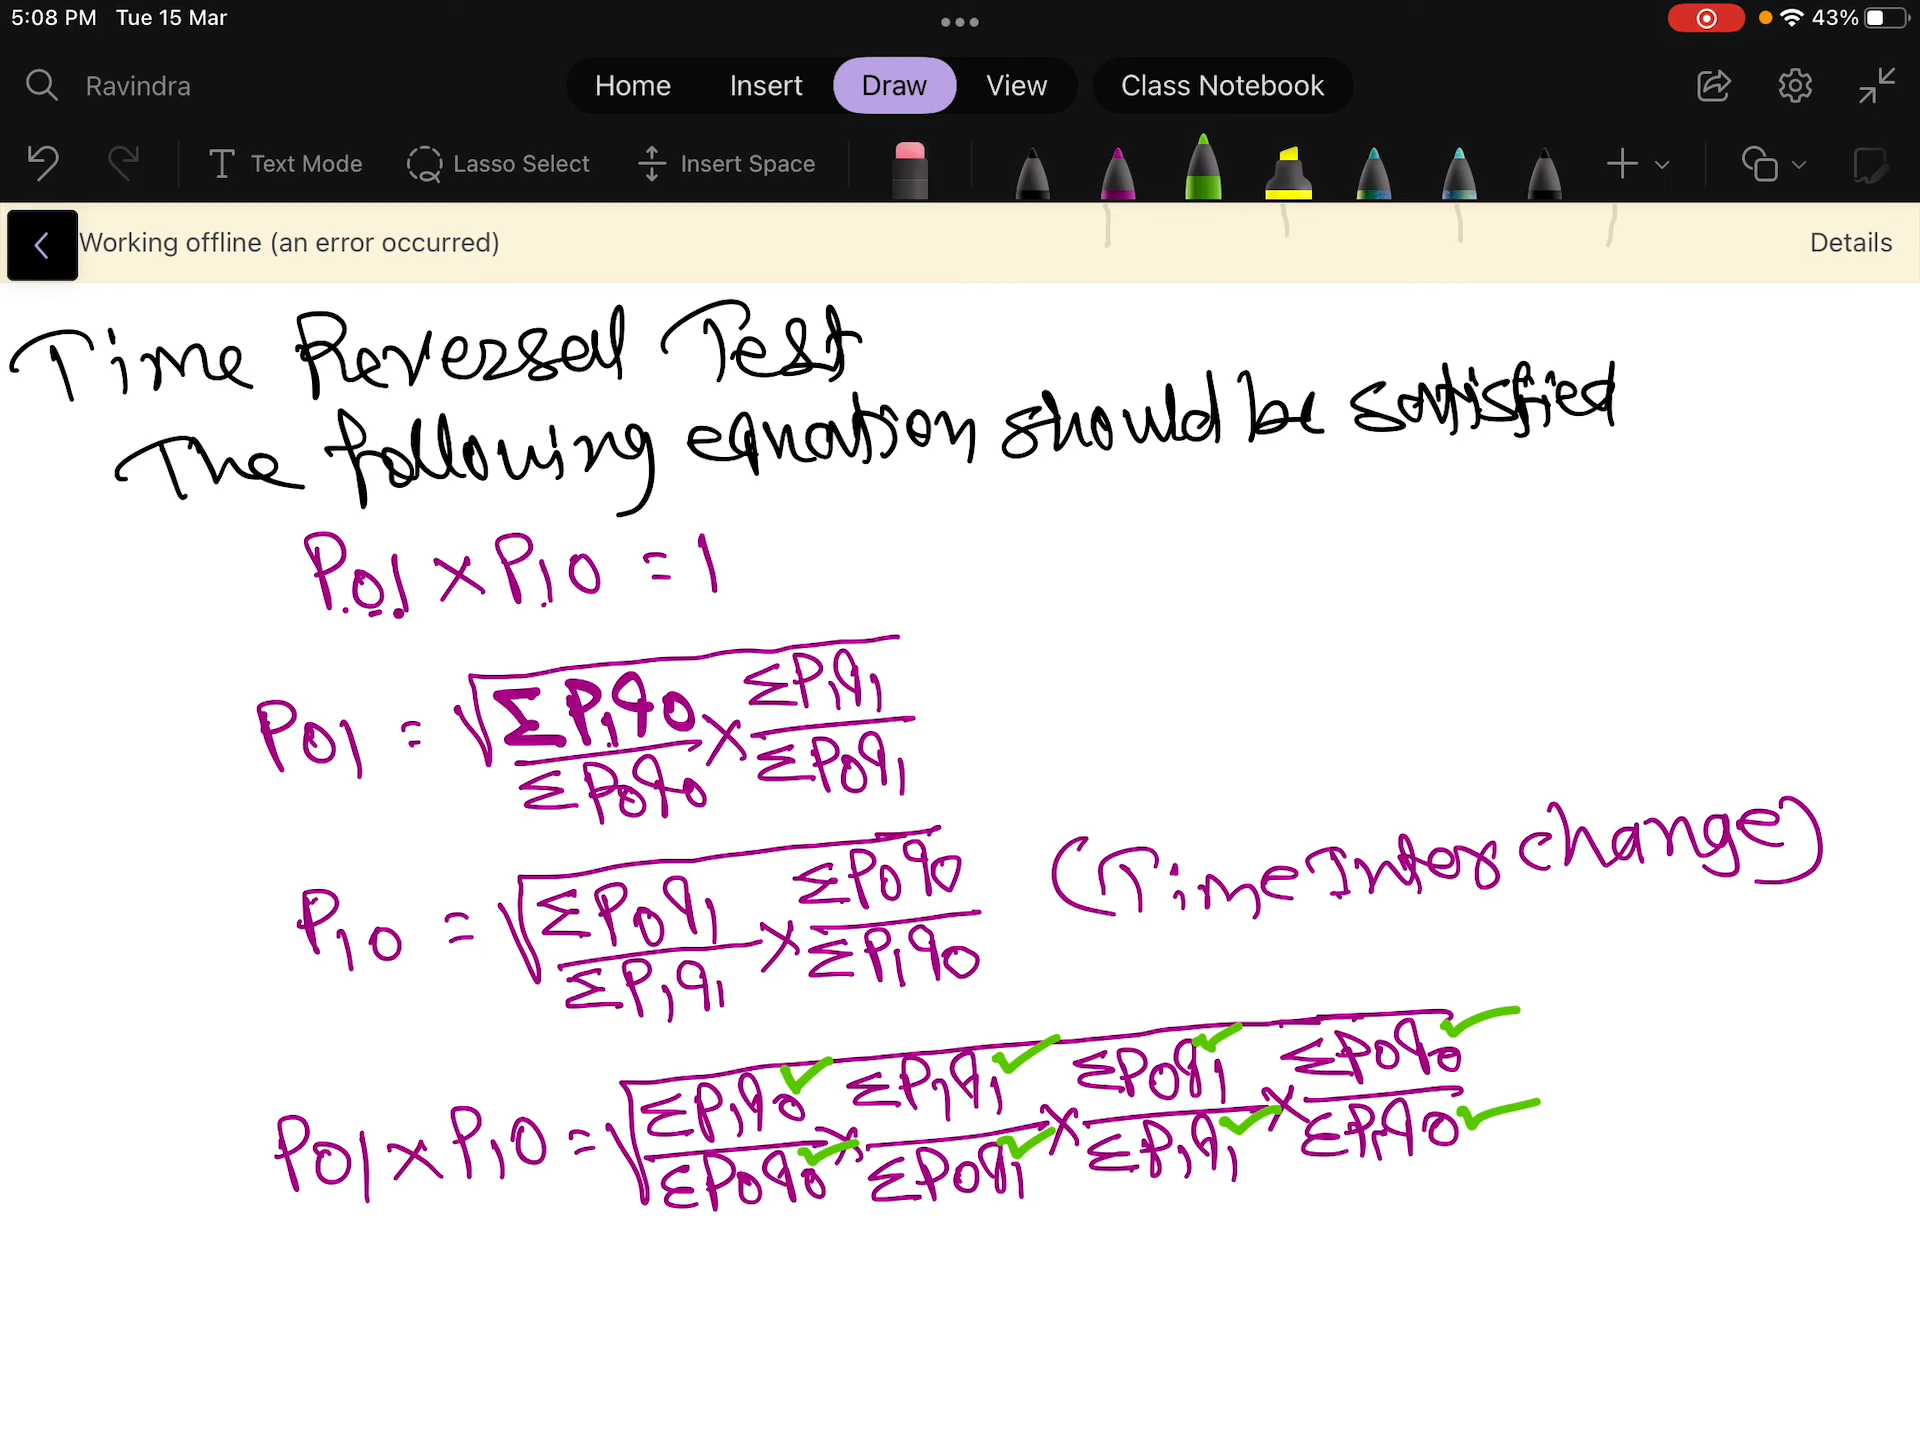 5:08 PM Tue 15 Mar
43%
Ravindra
Home Insert Draw View Class Notebook
Text Mode Lasso Select Insert Space
Working offline (an error occurred) Details
Time Reversal Test
The following equation should be satisfied
P01 × P10 = 1
P01 = √(ΣP1q0/ΣP0q0 × ΣP1q1/ΣP0q1)
P10 = √(ΣP0q1/ΣP1q1 × ΣP0q0/ΣP1q0) (Time Interchange)
P01 × P10 = √(ΣP1q0/ΣP0q0 × ΣP1q1/ΣP0q1 × ΣP0q1/ΣP1q1 × ΣP0q0/ΣP1q0)